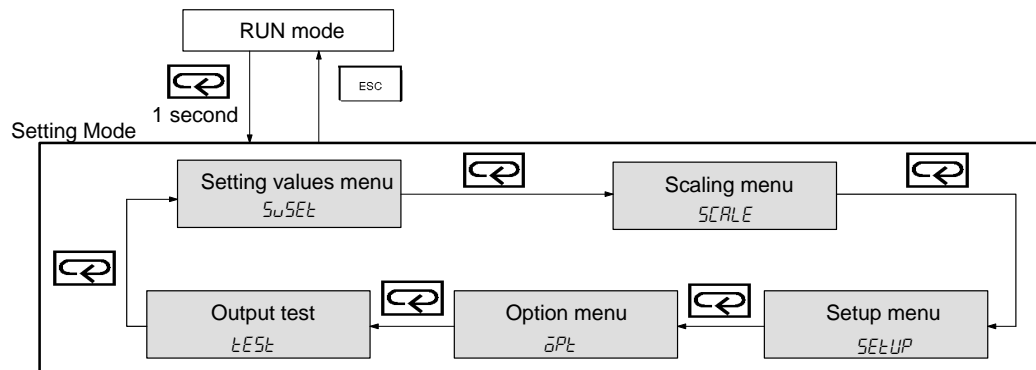 RUN mode
ESC
1 second
Setting Mode
Setting values menu
SuSEt
Scaling menu
SCALE
Output test
tESt
Option menu
oPt
Setup menu
SEtUP